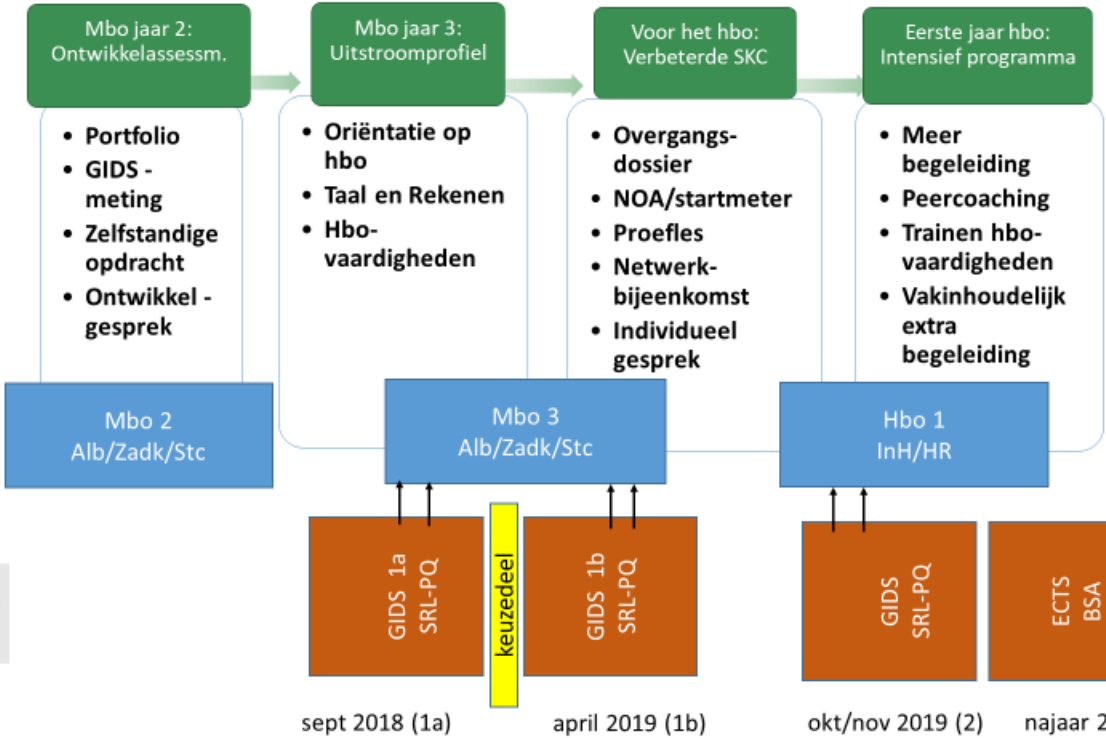 Mbo jaar 2:
Ontwikkelassessm.
Mbo jaar 3:
Uitstroomprofiel
Voor het hbo:
Verbeterde SKC
Eerste jaar hbo:
Intensief programma
• Portfolio
• GIDS -
meting
• Zelfstandige
opdracht
• Ontwikkel -
gesprek
• Oriëntatie op
hbo
• Taal en Rekenen
• Hbo-
vaardigheden
• Overgangs-
dossier
• NOA/startmeter
• Proefles
• Netwerk-
bijeenkomst
• Individueel
gesprek
• Meer
begeleiding
• Peercoaching
• Trainen hbo-
vaardigheden
• Vakinhoudelijk
extra
begeleiding
Mbo 2
Alb/Zadk/Stc
Mbo 3
Alb/Zadk/Stc
Hbo 1
InH/HR
GIDS 1a
SRL-PQ
keuzedeel
GIDS 1b
SRL-PQ
GIDS
SRL-PQ
ECTS
BSA
sept 2018 (1a)
april 2019 (1b)
okt/nov 2019 (2)
najaar 2